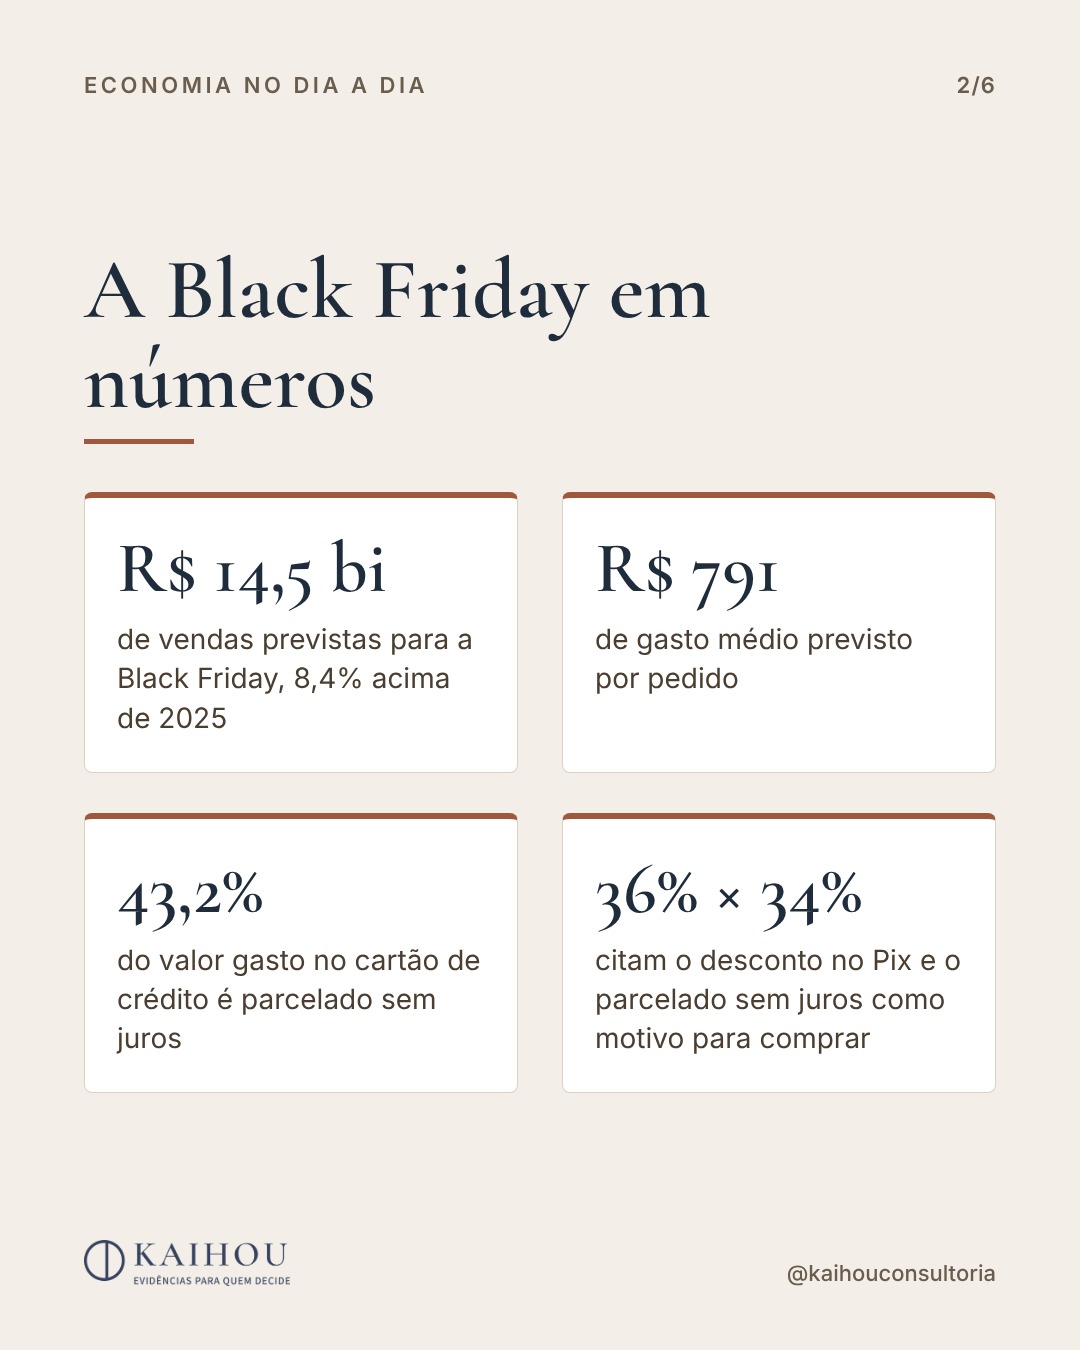 ECONOMIA NO DIA A DIA
2/6
A Black Friday em
números
R$ 14,5 bi
de vendas previstas para a
Black Friday, 8,4% acima
de 2025
R$ 791
de gasto médio previsto
por pedido
43,2%
do valor gasto no cartão de
crédito é parcelado sem
juros
36% × 34%
citam o desconto no Pix e o
parcelado sem juros como
motivo para comprar
KAIHOU
EVIDÊNCIAS PARA QUEM DECIDE
@kaihouconsultoria